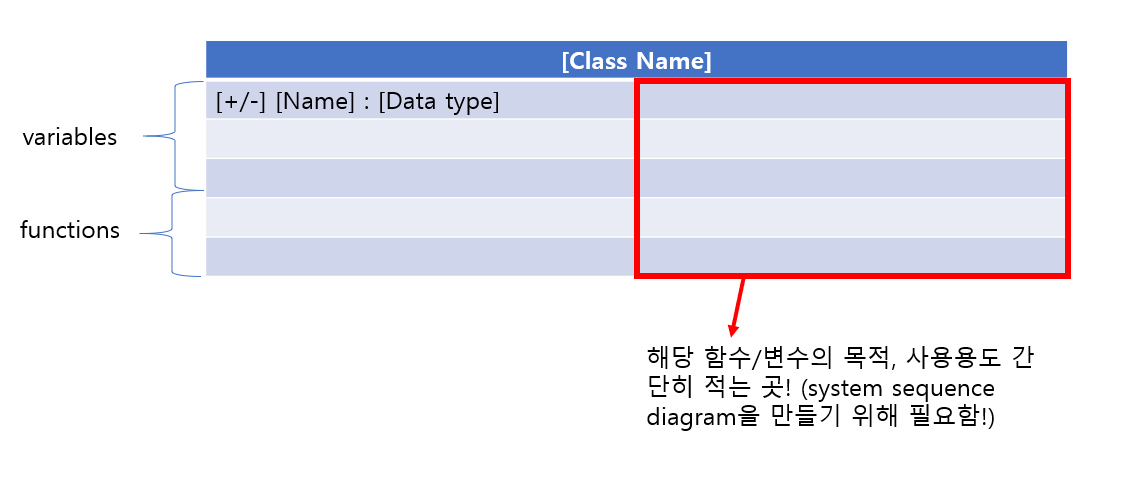 [Class Name]
[+/-] [Name] : [Data type]
variables
functions
해당 함수/변수의 목적, 사용용도 간
단히 적는 곳! (system sequence
diagram을 만들기 위해 필요함!)